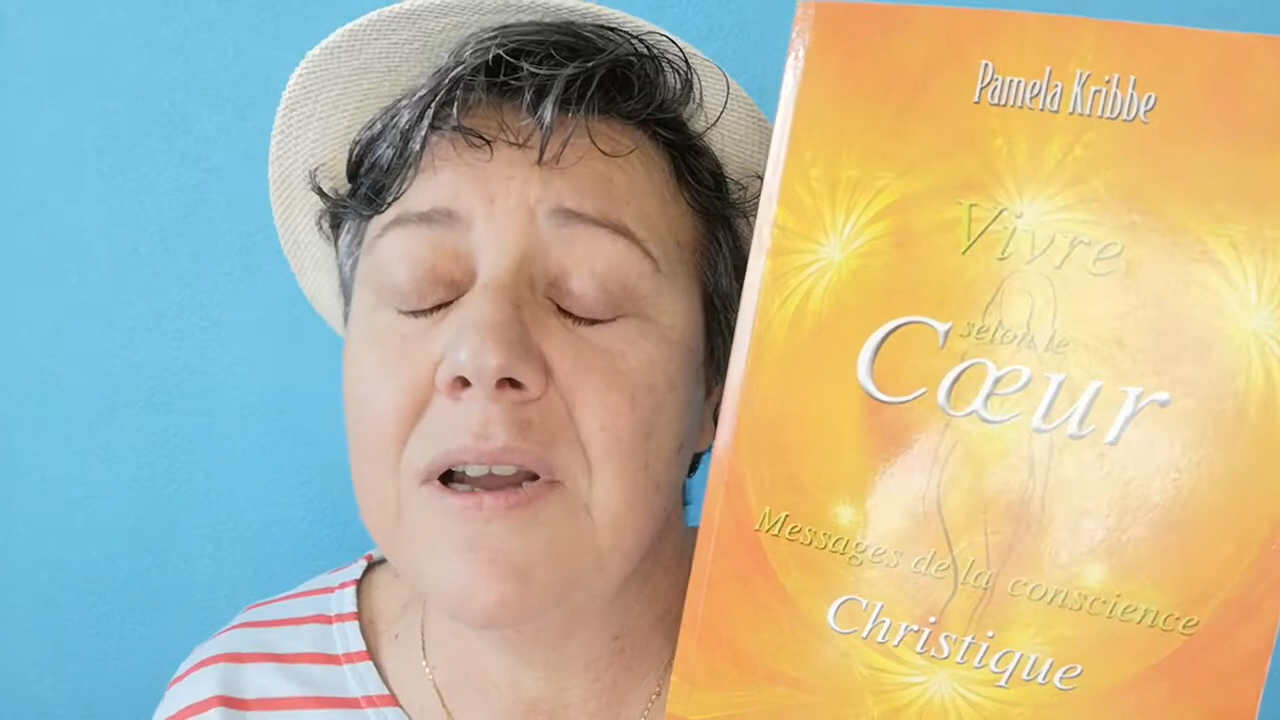 Pamela Kribbe
Vivre
selon le
Cœur
Messages de la conscience
Christique